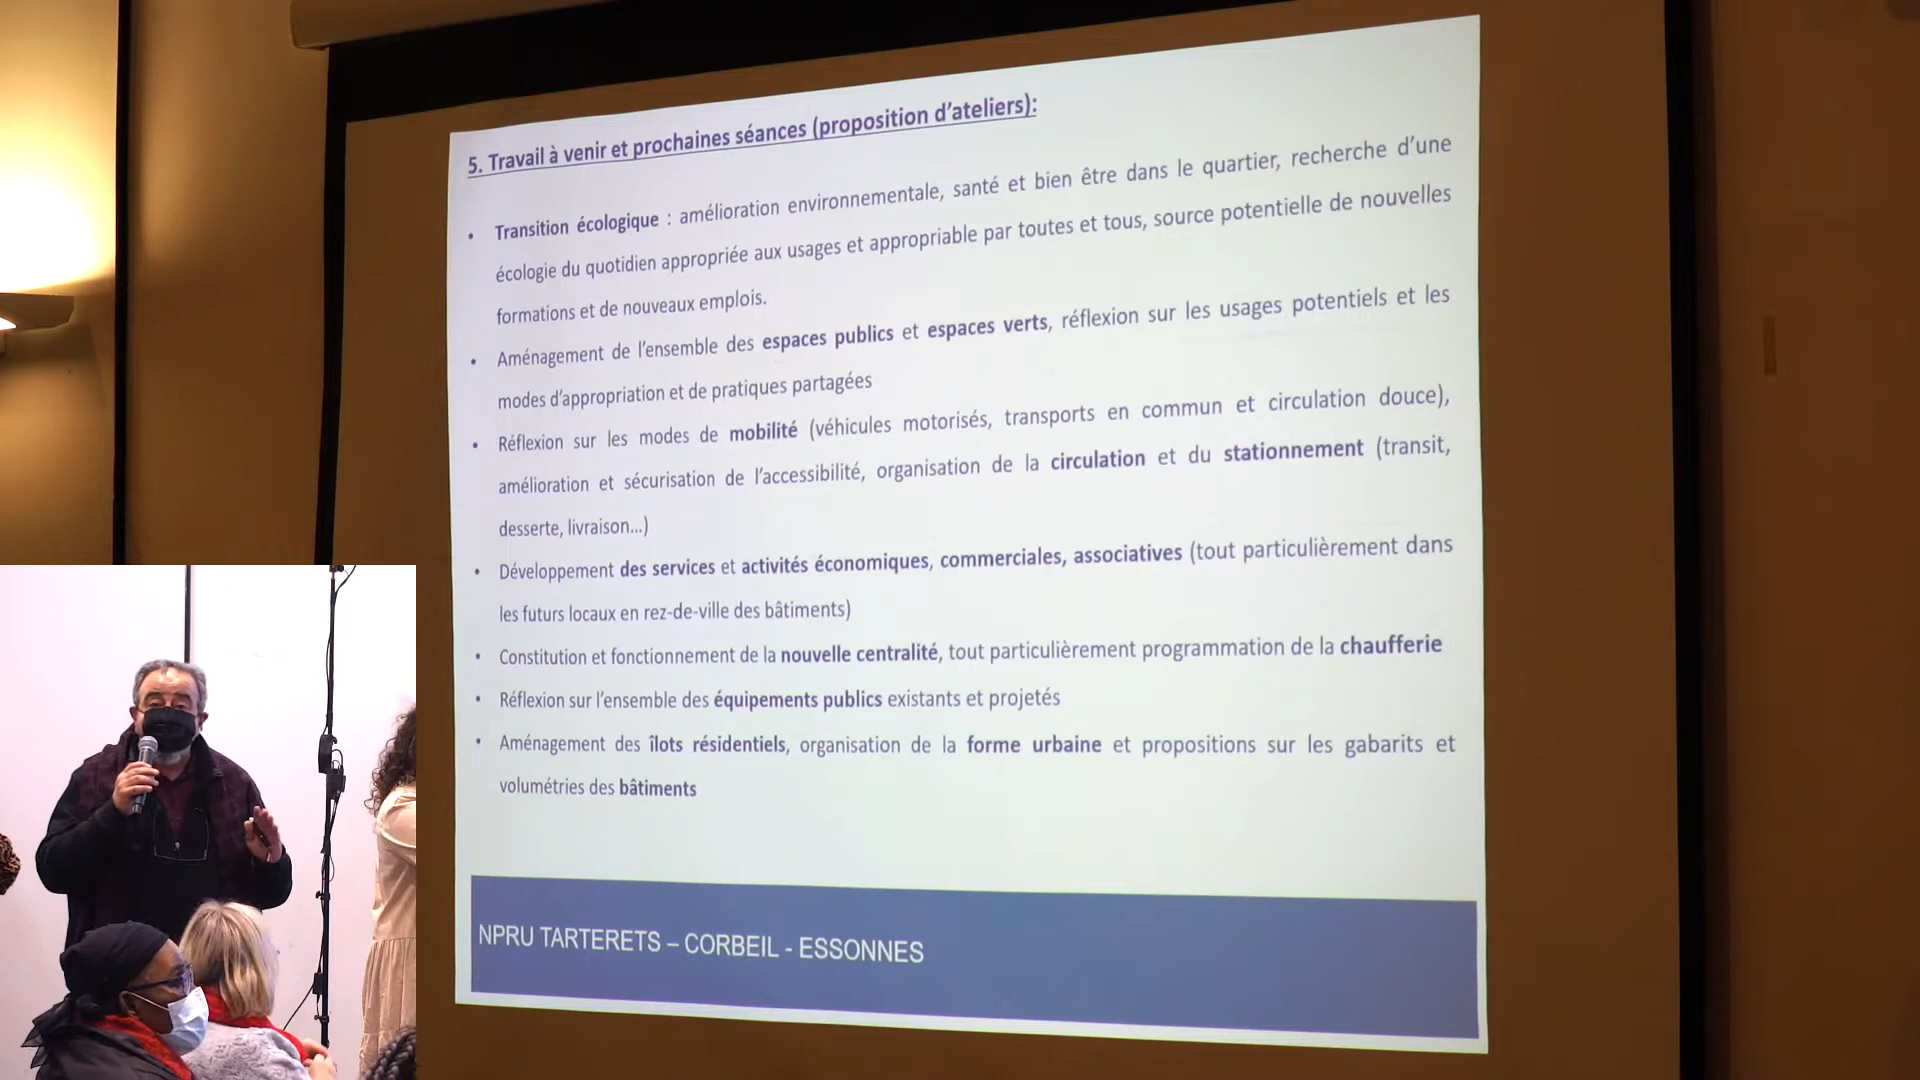 5. Travail à venir et prochaines séances (proposition d'ateliers):
• Transition écologique : amélioration environnementale, santé et bien être dans le quartier, recherche d'une
écologie du quotidien appropriée aux usages et appropriable par toutes et tous, source potentielle de nouvelles
formations et de nouveaux emplois.
• Aménagement de l'ensemble des espaces publics et espaces verts, réflexion sur les usages potentiels et les
modes d'appropriation et de pratiques partagées
• Réflexion sur les modes de mobilité (véhicules motorisés, transports en commun et circulation douce),
amélioration et sécurisation de l'accessibilité, organisation de la circulation et du stationnement (transit,
desserte, livraison...)
• Développement des services et activités économiques, commerciales, associatives (tout particulièrement dans
les futurs locaux en rez-de-ville des bâtiments)
• Constitution et fonctionnement de la nouvelle centralité, tout particulièrement programmation de la chaufferie
• Réflexion sur l'ensemble des équipements publics existants et projetés
• Aménagement des îlots résidentiels, organisation de la forme urbaine et propositions sur les gabarits et
volumétries des bâtiments
NPRU TARTERETS – CORBEIL - ESSONNES